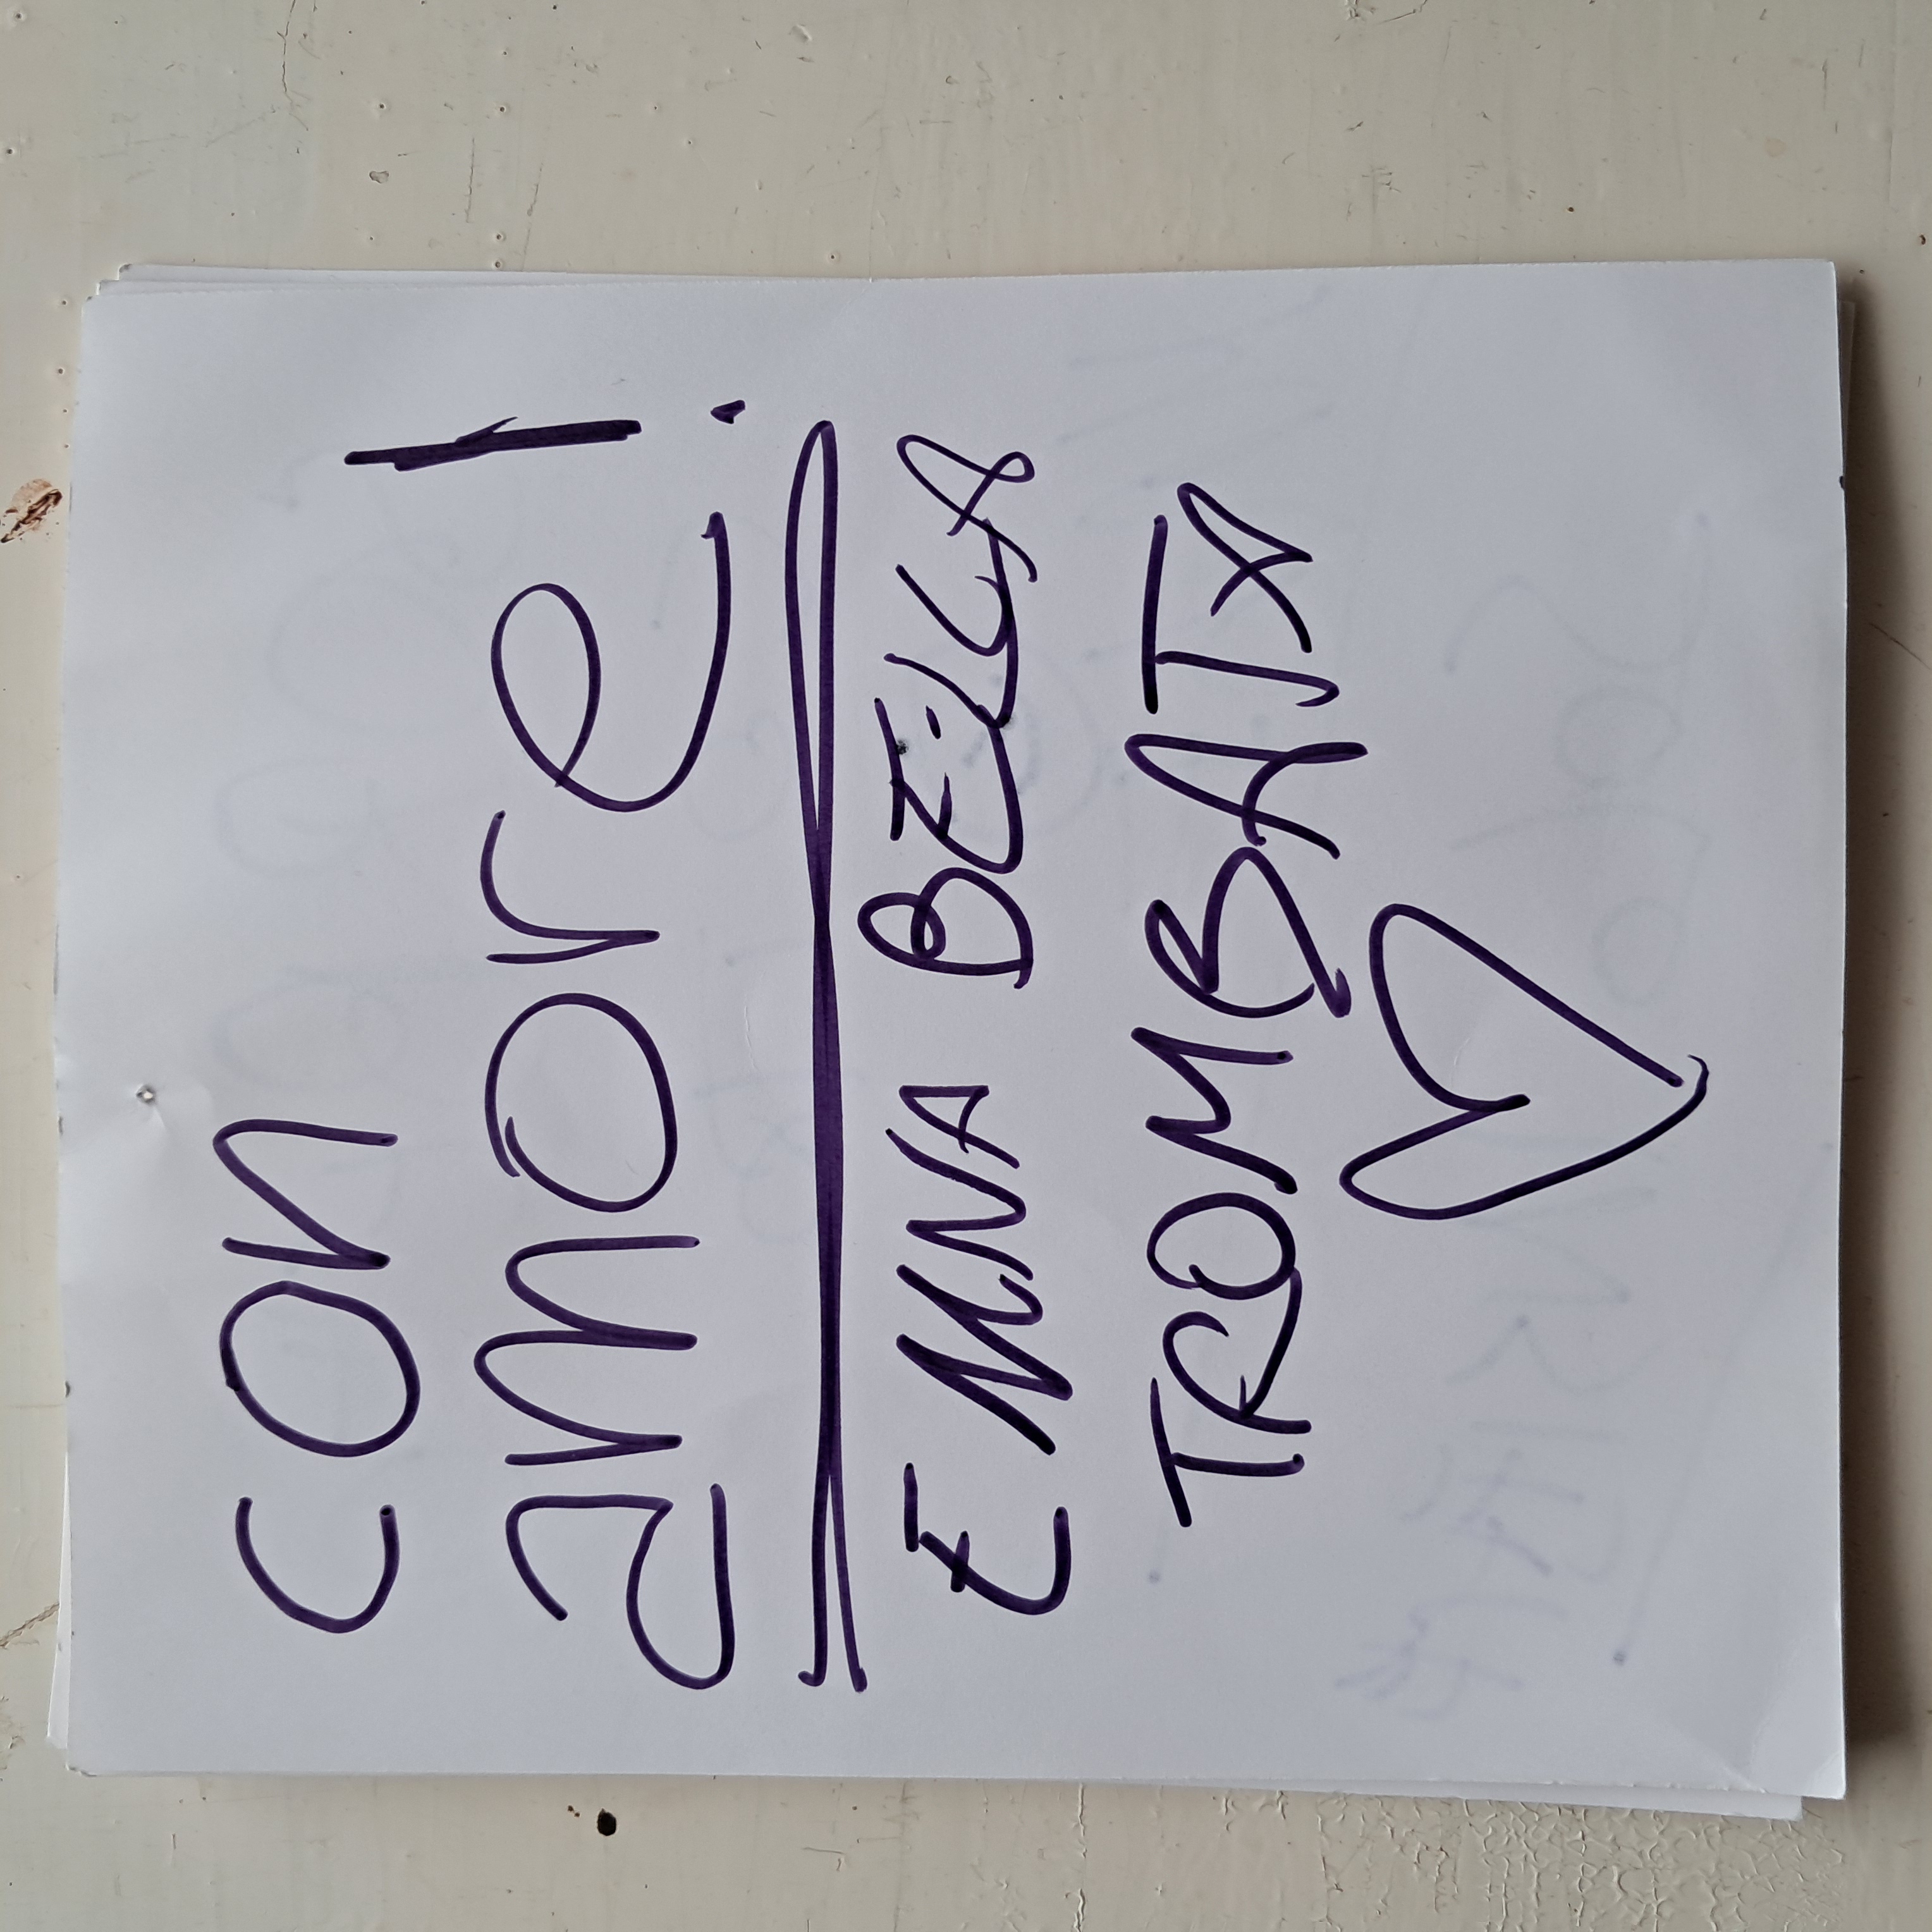 con
amore!
E UNA BELLA
TROMBATA